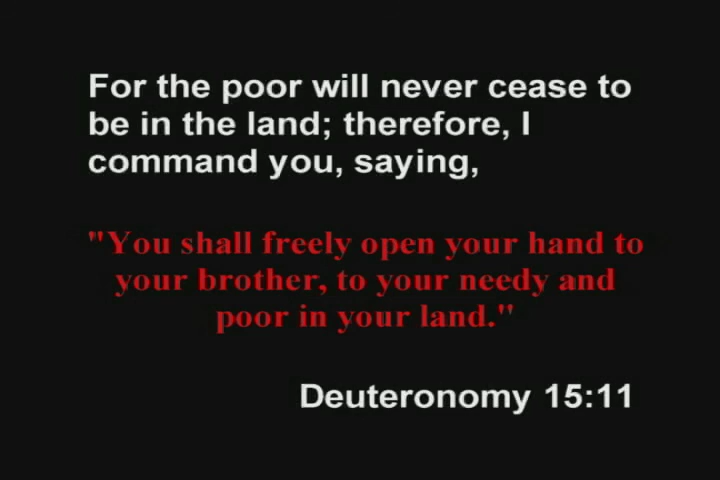 For the poor will never cease to
be in the land; therefore, I
command you, saying,
"You shall freely open your hand to
your brother, to your needy and
poor in your land."
Deuteronomy 15:11